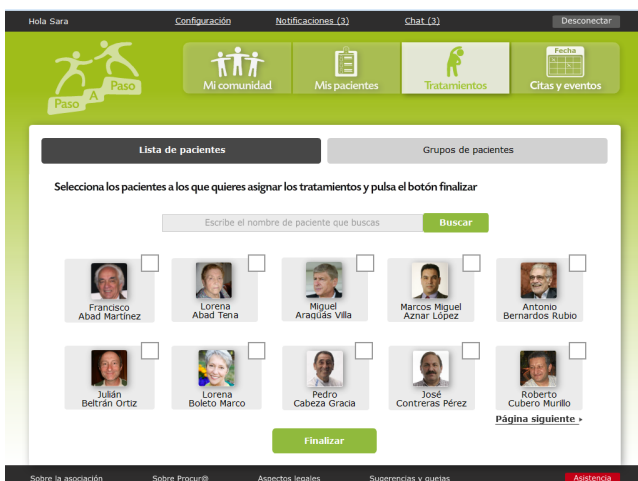 Hola Sara
Configuración
Notificaciones (3)
Chat (3)
Desconectar
Paso A Paso
Mi comunidad
Mis pacientes
Tratamientos
Fecha
Citas y eventos
Lista de pacientes
Grupos de pacientes
Selecciona los pacientes a los que quieres asignar los tratamientos y pulsa el botón finalizar
Escribe el nombre de paciente que buscas
Buscar
Francisco
Abad Martínez
Lorena
Abad Tena
Miguel
Araguás Villa
Marcos Miguel
Aznar López
Antonio
Bernardos Rubio
Julián
Beltrán Ortiz
Lorena
Boleto Marco
Pedro
Cabeza Gracia
José
Contreras Pérez
Roberto
Cubero Murillo
Página siguiente
Finalizar
Sobre la asociación
Sobre Procur@
Aspectos legales
Sugerencias y quejas
Asistencia